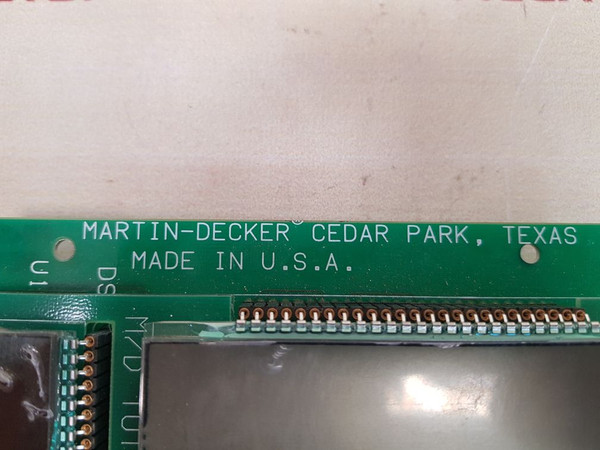 MARTIN-DECKER® CEDAR PARK, TEXAS
MADE IN U.S.A.
U1
DS
M/D